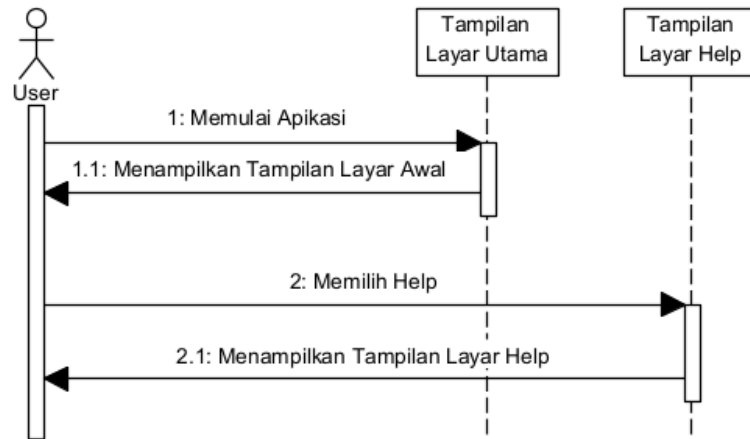 Tampilan
Layar Utama
Tampilan
Layar Help
User
1: Memulai Apikasi
1.1: Menampilkan Tampilan Layar Awal
2: Memilih Help
2.1: Menampilkan Tampilan Layar Help